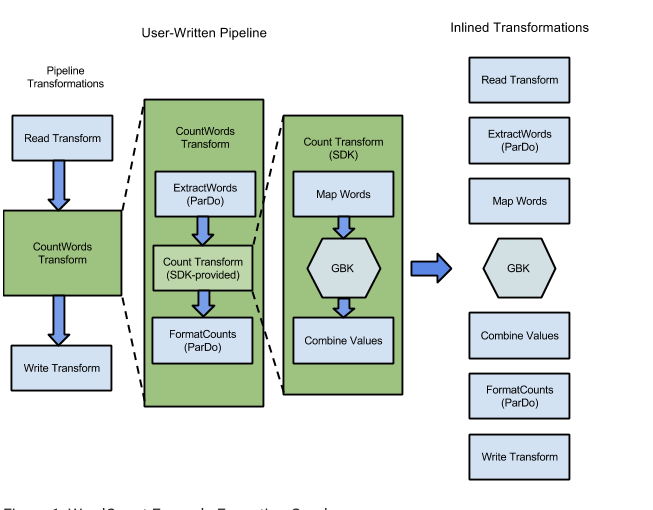 User-Written Pipeline
Inlined Transformations
Pipeline
Transformations
Read Transform
CountWords
Transform
Write Transform
CountWords
Transform
ExtractWords
(ParDo)
Count Transform
(SDK-provided)
FormatCounts
(ParDo)
Count Transform
(SDK)
Map Words
GBK
Combine Values
Read Transform
ExtractWords
(ParDo)
Map Words
GBK
Combine Values
FormatCounts
(ParDo)
Write Transform